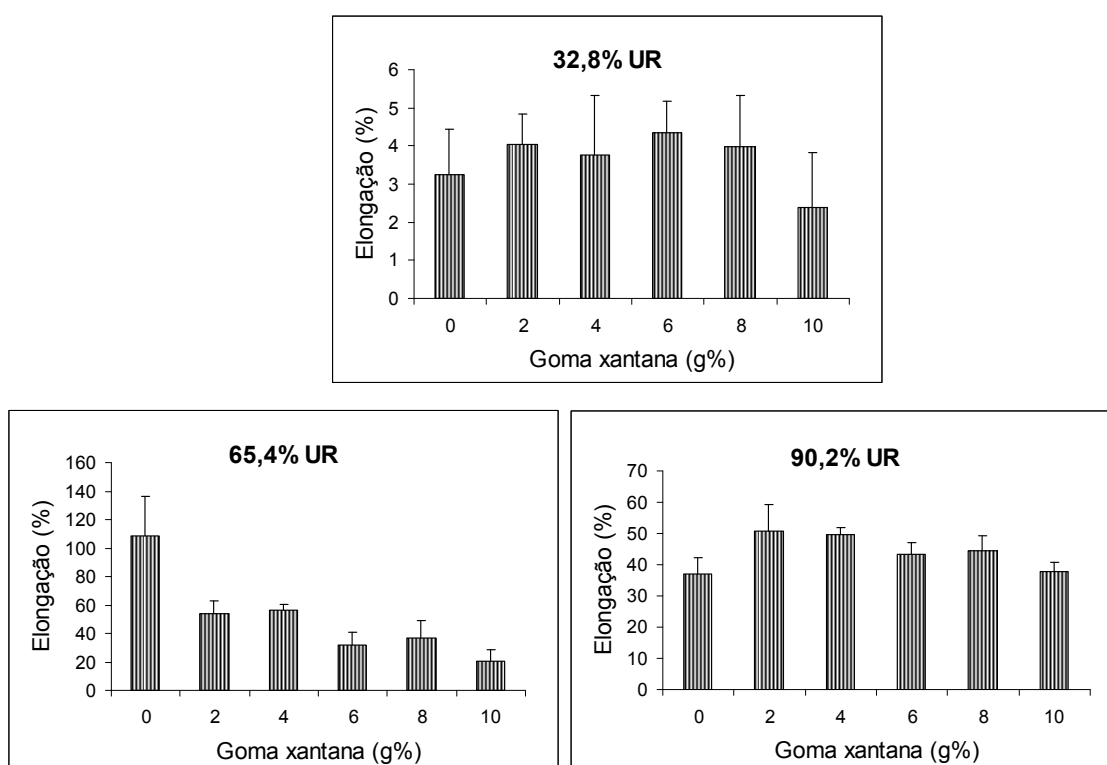 32,8% UR
Elongação (%)
6
5
4
3
2
1
0
0 2 4 6 8 10
Goma xantana (g%)
65,4% UR
Elongação (%)
160
140
120
100
80
60
40
20
0
0 2 4 6 8 10
Goma xantana (g%)
90,2% UR
Elongação (%)
70
60
50
40
30
20
10
0
0 2 4 6 8 10
Goma xantana (g%)